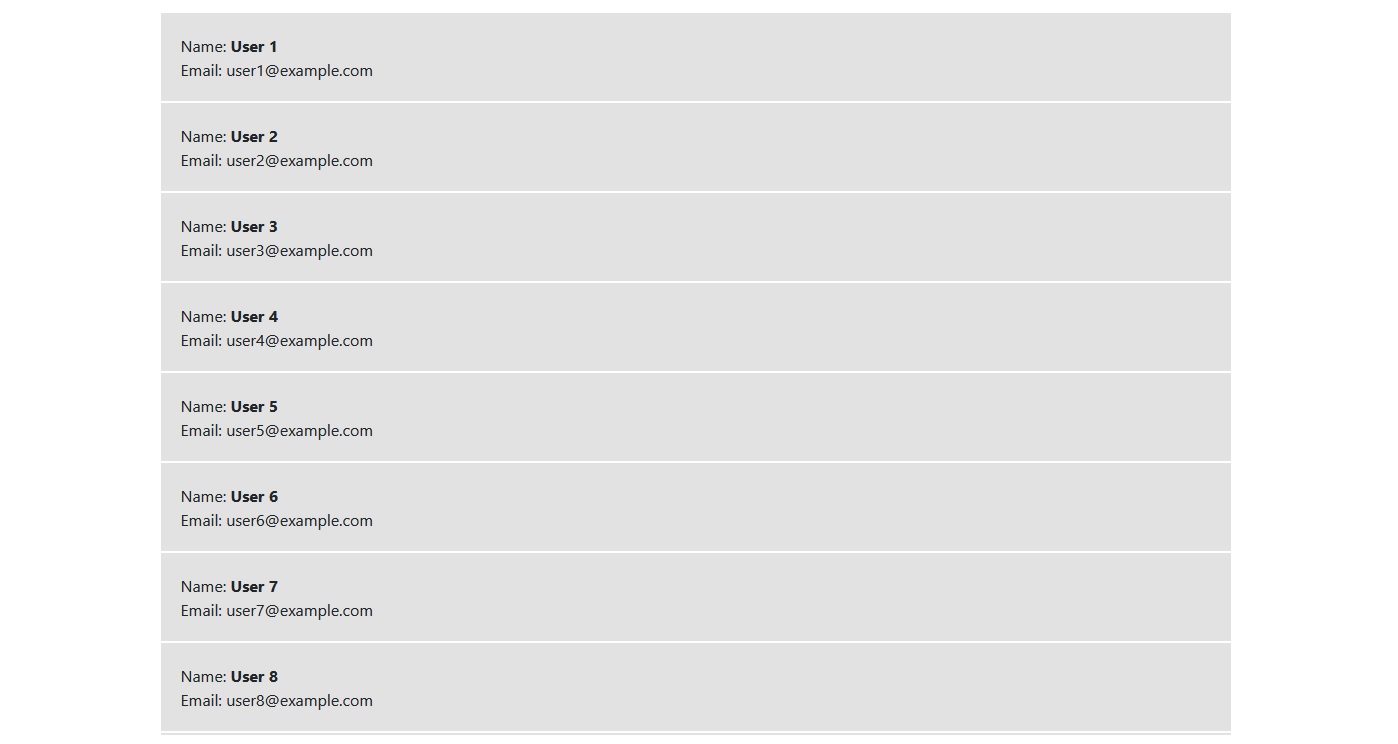 Name: User 1
Email: user1@example.com
Name: User 2
Email: user2@example.com
Name: User 3
Email: user3@example.com
Name: User 4
Email: user4@example.com
Name: User 5
Email: user5@example.com
Name: User 6
Email: user6@example.com
Name: User 7
Email: user7@example.com
Name: User 8
Email: user8@example.com